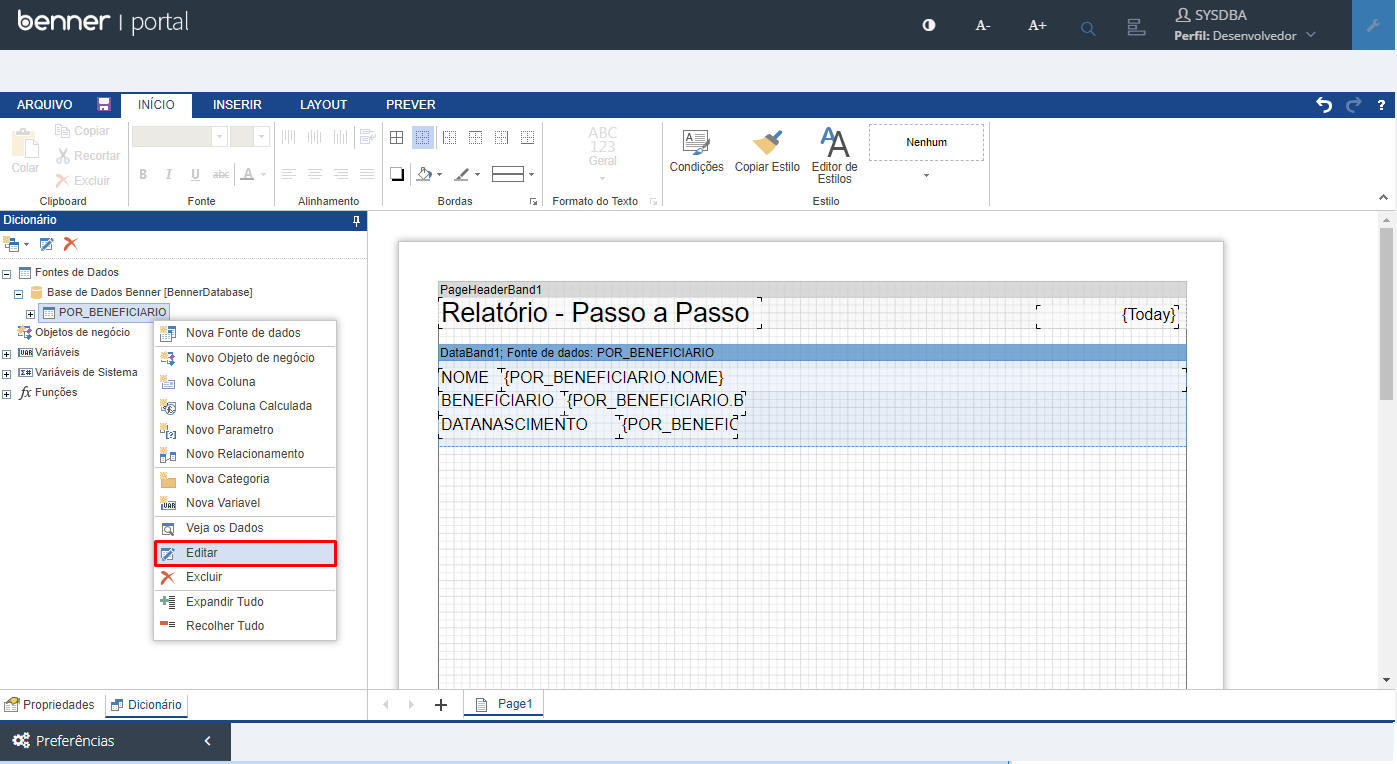 benner | portal
A-
A+
SYSDBA
Perfil: Desenvolvedor
ARQUIVO
INÍCIO
INSERIR
LAYOUT
PREVER
?
Colar
Copiar
Recortar
Excluir
Clipboard
B I U abc A
Fonte
Alinhamento
Bordas
ABC
123
Geral
Formato do Texto
Condições
Copiar Estilo
Editor de
Estilos
Nenhum
Estilo
Dicionário
Fontes de Dados
Base de Dados Benner [BennerDatabase]
POR_BENEFICIARIO
Objetos de negócio
Variáveis
Variáveis de Sistema
fx Funções
Nova Fonte de dados
Novo Objeto de negócio
Nova Coluna
Nova Coluna Calculada
Novo Parametro
Novo Relacionamento
Nova Categoria
Nova Variavel
Veja os Dados
Editar
Excluir
Expandir Tudo
Recolher Tudo
PageHeaderBand1
Relatório - Passo a Passo
{Today}
DataBand1; Fonte de dados: POR_BENEFICIARIO
NOME {POR_BENEFICIARIO.NOME}
BENEFICIARIO {POR_BENEFICIARIO.B
DATANASCIMENTO {POR_BENEFIC
Propriedades
Dicionário
Page1
Preferências